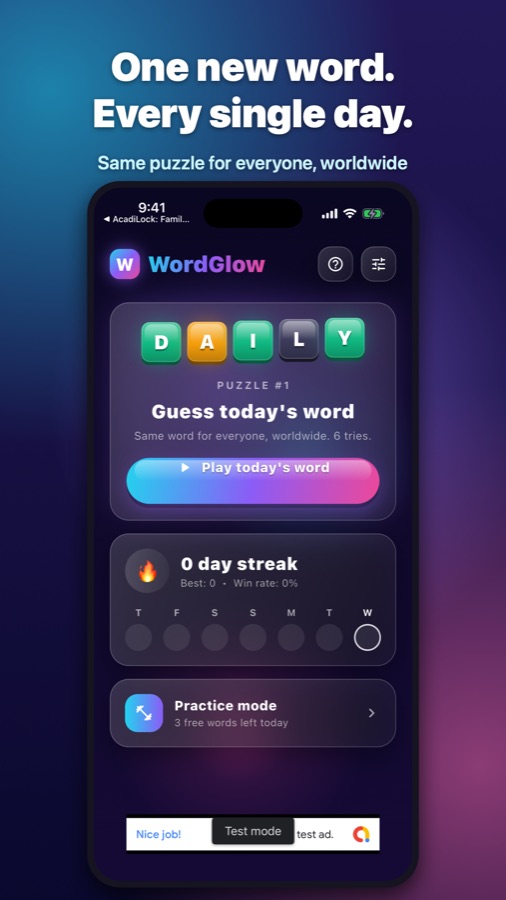 One new word.
Every single day.
Same puzzle for everyone, worldwide
9:41
◀ AcadiLock: Famil...
W WordGlow
D A I L Y
PUZZLE #1
Guess today's word
Same word for everyone, worldwide. 6 tries.
Play today's word
0 day streak
Best: 0 • Win rate: 0%
T F S S M T W
Practice mode
3 free words left today
Nice job! Test mode test ad.